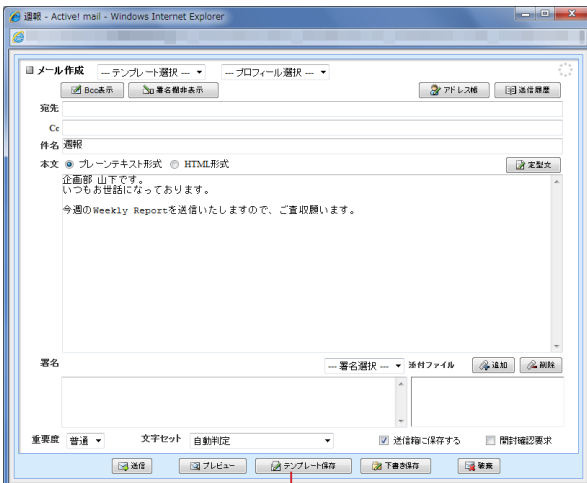 週報 - Active! mail - Windows Internet Explorer
メール作成 --- テンプレート選択 --- --- プロフィール選択 ---
Bcc表示 署名欄非表示 アドレス帳 送信履歴
宛先
Cc
件名 週報
本文 プレーンテキスト形式 HTML形式 定型文
企画部 山下です。
いつもお世話になっております。
今週のWeekly Reportを送信いたしますので、ご査収願います。
署名 --- 署名選択 --- 添付ファイル 追加 削除
重要度 普通 文字セット 自動判定 送信箱に保存する 開封確認要求
送信 プレビュー テンプレート保存 下書き保存 破棄